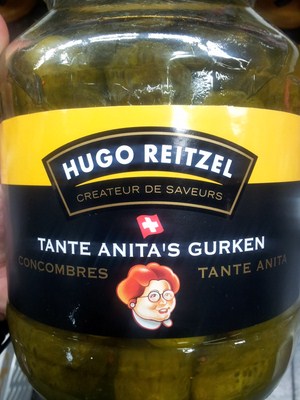 HUGO REITZEL
CREATEUR DE SAVEURS
TANTE ANITA'S GURKEN
CONCOMBRES TANTE ANITA